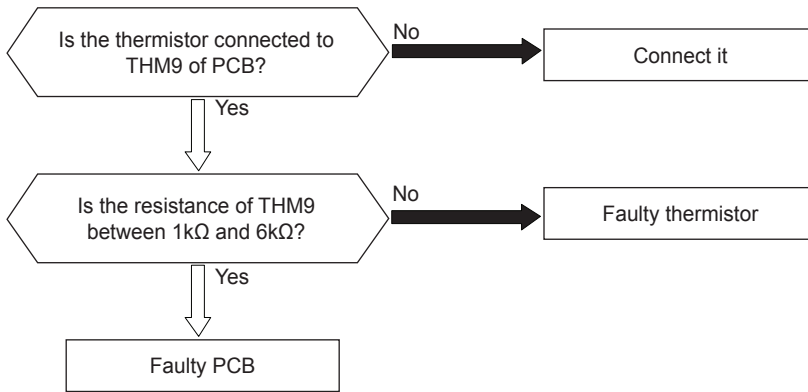 Is the thermistor connected to
THM9 of PCB?
No
Connect it
Yes
Is the resistance of THM9
between 1kΩ and 6kΩ?
No
Faulty thermistor
Yes
Faulty PCB